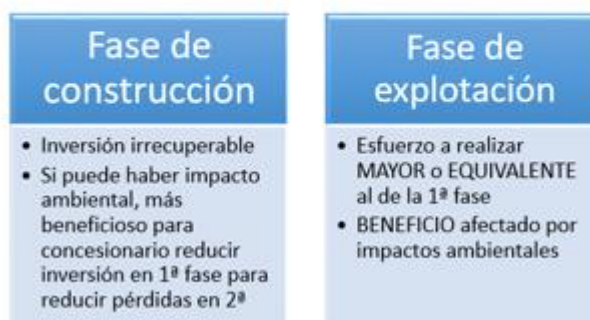 Fase de
construcción
• Inversión irrecuperable
• Si puede haber impacto
ambiental, más
beneficioso para
concesionario reducir
inversión en 1ª fase para
reducir pérdidas en 2ª
Fase de
explotación
• Esfuerzo a realizar
MAYOR o EQUIVALENTE
al de la 1ª fase
• BENEFICIO afectado por
impactos ambientales